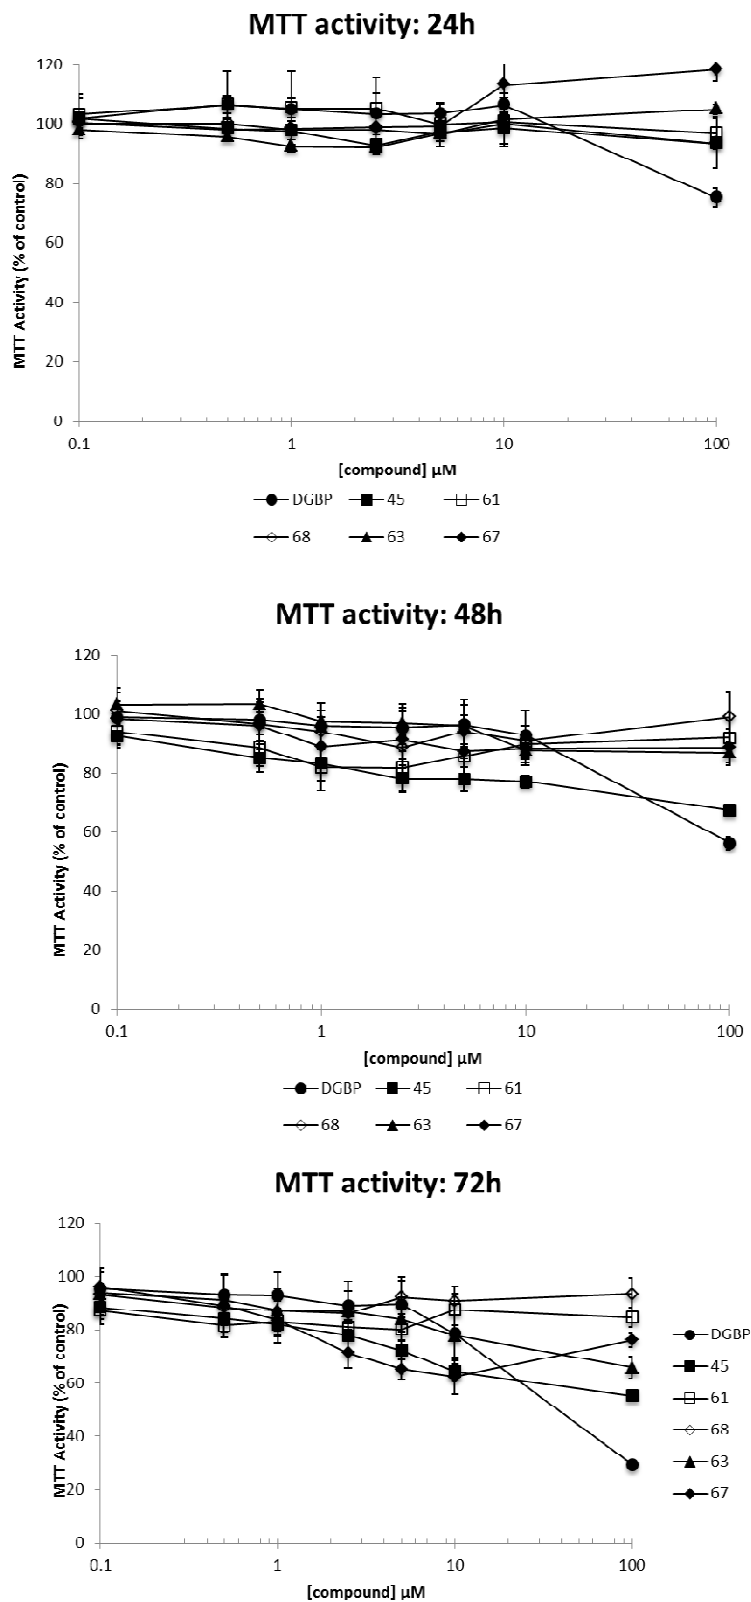 MTT activity: 24h
120
100
80
60
40
20
0
MTT Activity (% of control)
0.1 1 10 100
[compound] μM
DGBP 45 61
68 63 67
MTT activity: 48h
120
100
80
60
40
20
0
MTT Activity (% of control)
0.1 1 10 100
[compound] μM
DGBP 45 61
68 63 67
MTT activity: 72h
120
100
80
60
40
20
0
MTT Activity (% of control)
0.1 1 10 100
[compound] μM
DGBP
45
61
68
63
67